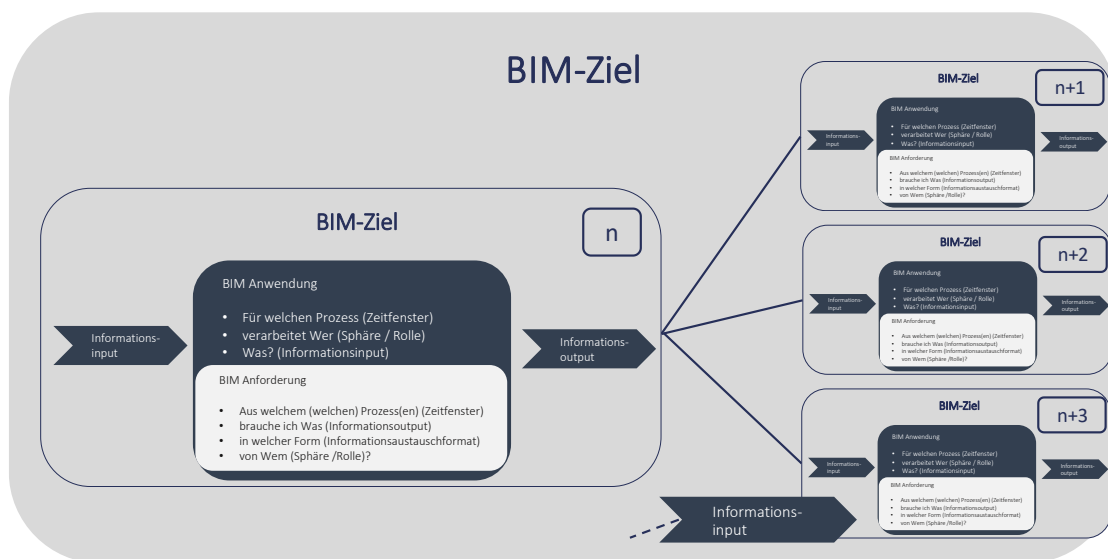 BIM-Ziel
BIM-Ziel
n
Informations-
input
BIM Anwendung
• Für welchen Prozess (Zeitfenster)
• verarbeitet Wer (Sphäre / Rolle)
• Was? (Informationsinput)
BIM Anforderung
• Aus welchem (welchen) Prozess(en) (Zeitfenster)
• brauche ich Was (Informationsoutput)
• in welcher Form (Informationsaustauschformat)
• von Wem (Sphäre /Rolle)?
Informations-
output
BIM-Ziel
n+1
Informations-
input
BIM Anwendung
• Für welchen Prozess (Zeitfenster)
• verarbeitet Wer (Sphäre / Rolle)
• Was? (Informationsinput)
BIM Anforderung
• Aus welchem (welchen) Prozess(en) (Zeitfenster)
• brauche ich Was (Informationsoutput)
• in welcher Form (Informationsaustauschformat)
• von Wem (Sphäre /Rolle)?
Informations-
output
BIM-Ziel
n+2
Informations-
input
BIM Anwendung
• Für welchen Prozess (Zeitfenster)
• verarbeitet Wer (Sphäre / Rolle)
• Was? (Informationsinput)
BIM Anforderung
• Aus welchem (welchen) Prozess(en) (Zeitfenster)
• brauche ich Was (Informationsoutput)
• in welcher Form (Informationsaustauschformat)
• von Wem (Sphäre /Rolle)?
Informations-
output
BIM-Ziel
n+3
Informations-
input
BIM Anwendung
• Für welchen Prozess (Zeitfenster)
• verarbeitet Wer (Sphäre / Rolle)
• Was? (Informationsinput)
BIM Anforderung
• Aus welchem (welchen) Prozess(en) (Zeitfenster)
• brauche ich Was (Informationsoutput)
• in welcher Form (Informationsaustauschformat)
• von Wem (Sphäre /Rolle)?
Informations-
output
Informations-
input